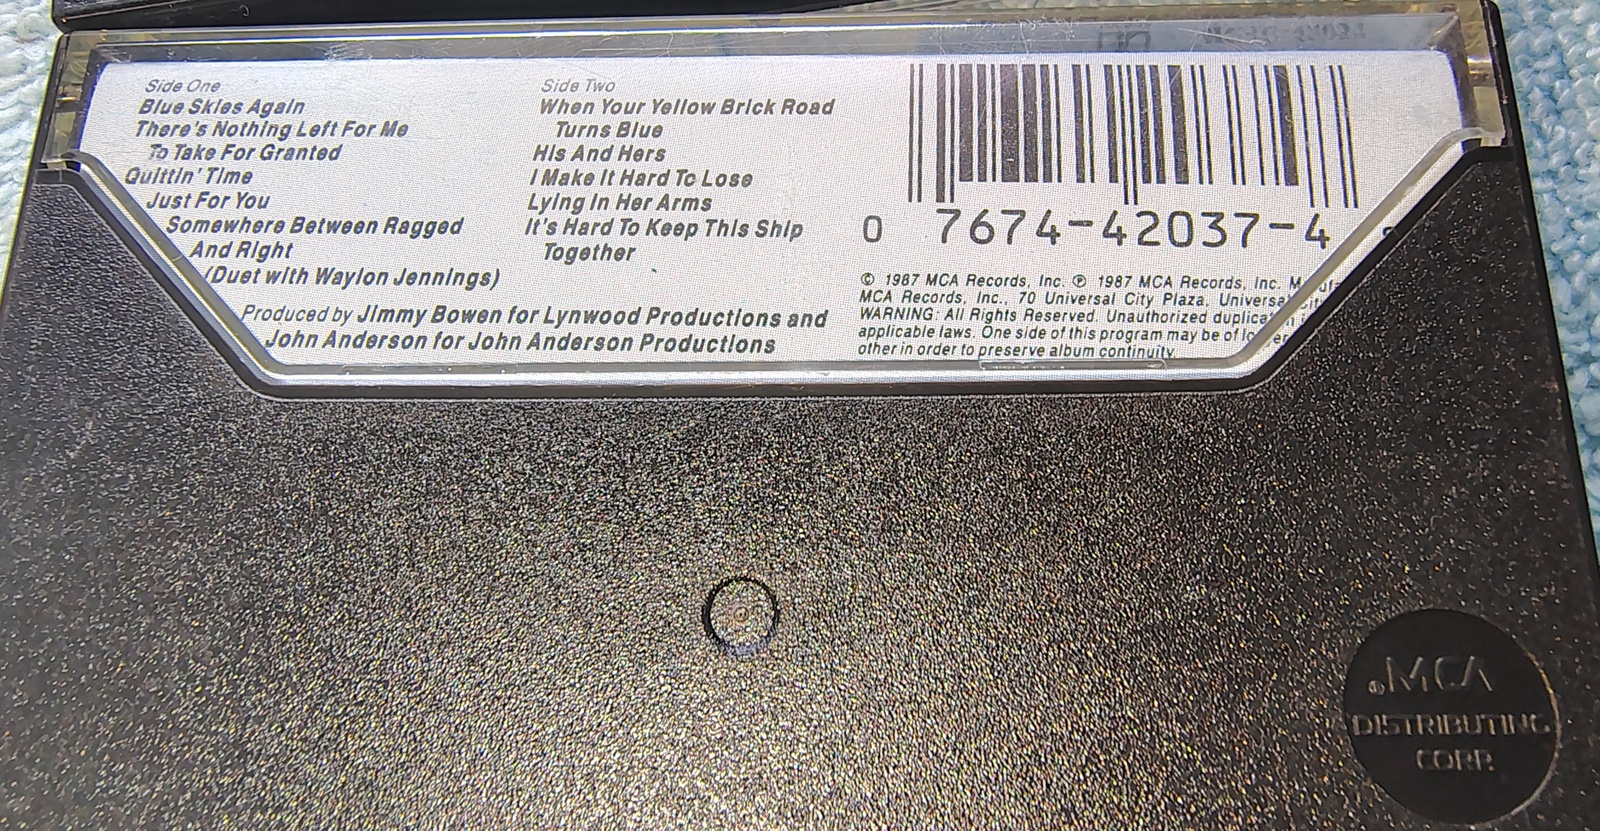 Side One
Blue Skies Again
There's Nothing Left For Me
To Take For Granted
Quittin' Time
Just For You
Somewhere Between Ragged
And Right
(Duet with Waylon Jennings)
Side Two
When Your Yellow Brick Road
Turns Blue
His And Hers
I Make It Hard To Lose
Lying In Her Arms
It's Hard To Keep This Ship
Together
Produced by Jimmy Bowen for Lynwood Productions and
John Anderson for John Anderson Productions
0 7674-42037-4
© 1987 MCA Records, Inc. ℗ 1987 MCA Records, Inc.
MCA Records, Inc., 70 Universal City Plaza, Universal
WARNING: All Rights Reserved. Unauthorized
applicable laws. One side of this program may be of
other in order to preserve album continuity.
MCA
DISTRIBUTING
CORP.